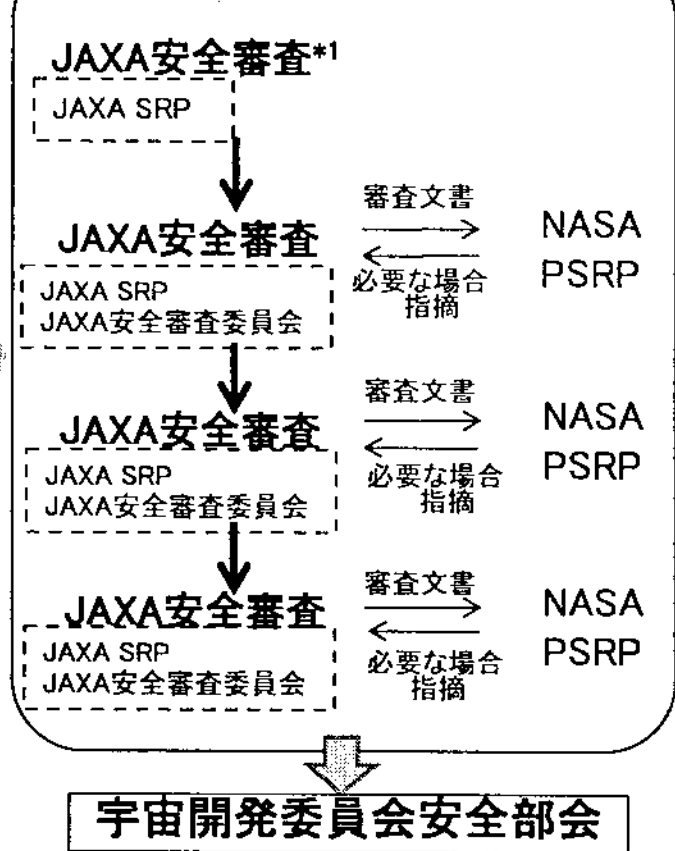 JAXA安全審査*1
JAXA SRP
JAXA安全審査
JAXA SRP
JAXA安全審査委員会
審査文書
必要な場合
指摘
NASA
PSRP
JAXA安全審査
JAXA SRP
JAXA安全審査委員会
審査文書
必要な場合
指摘
NASA
PSRP
JAXA安全審査
JAXA SRP
JAXA安全審査委員会
審査文書
必要な場合
指摘
NASA
PSRP
宇宙開発委員会安全部会